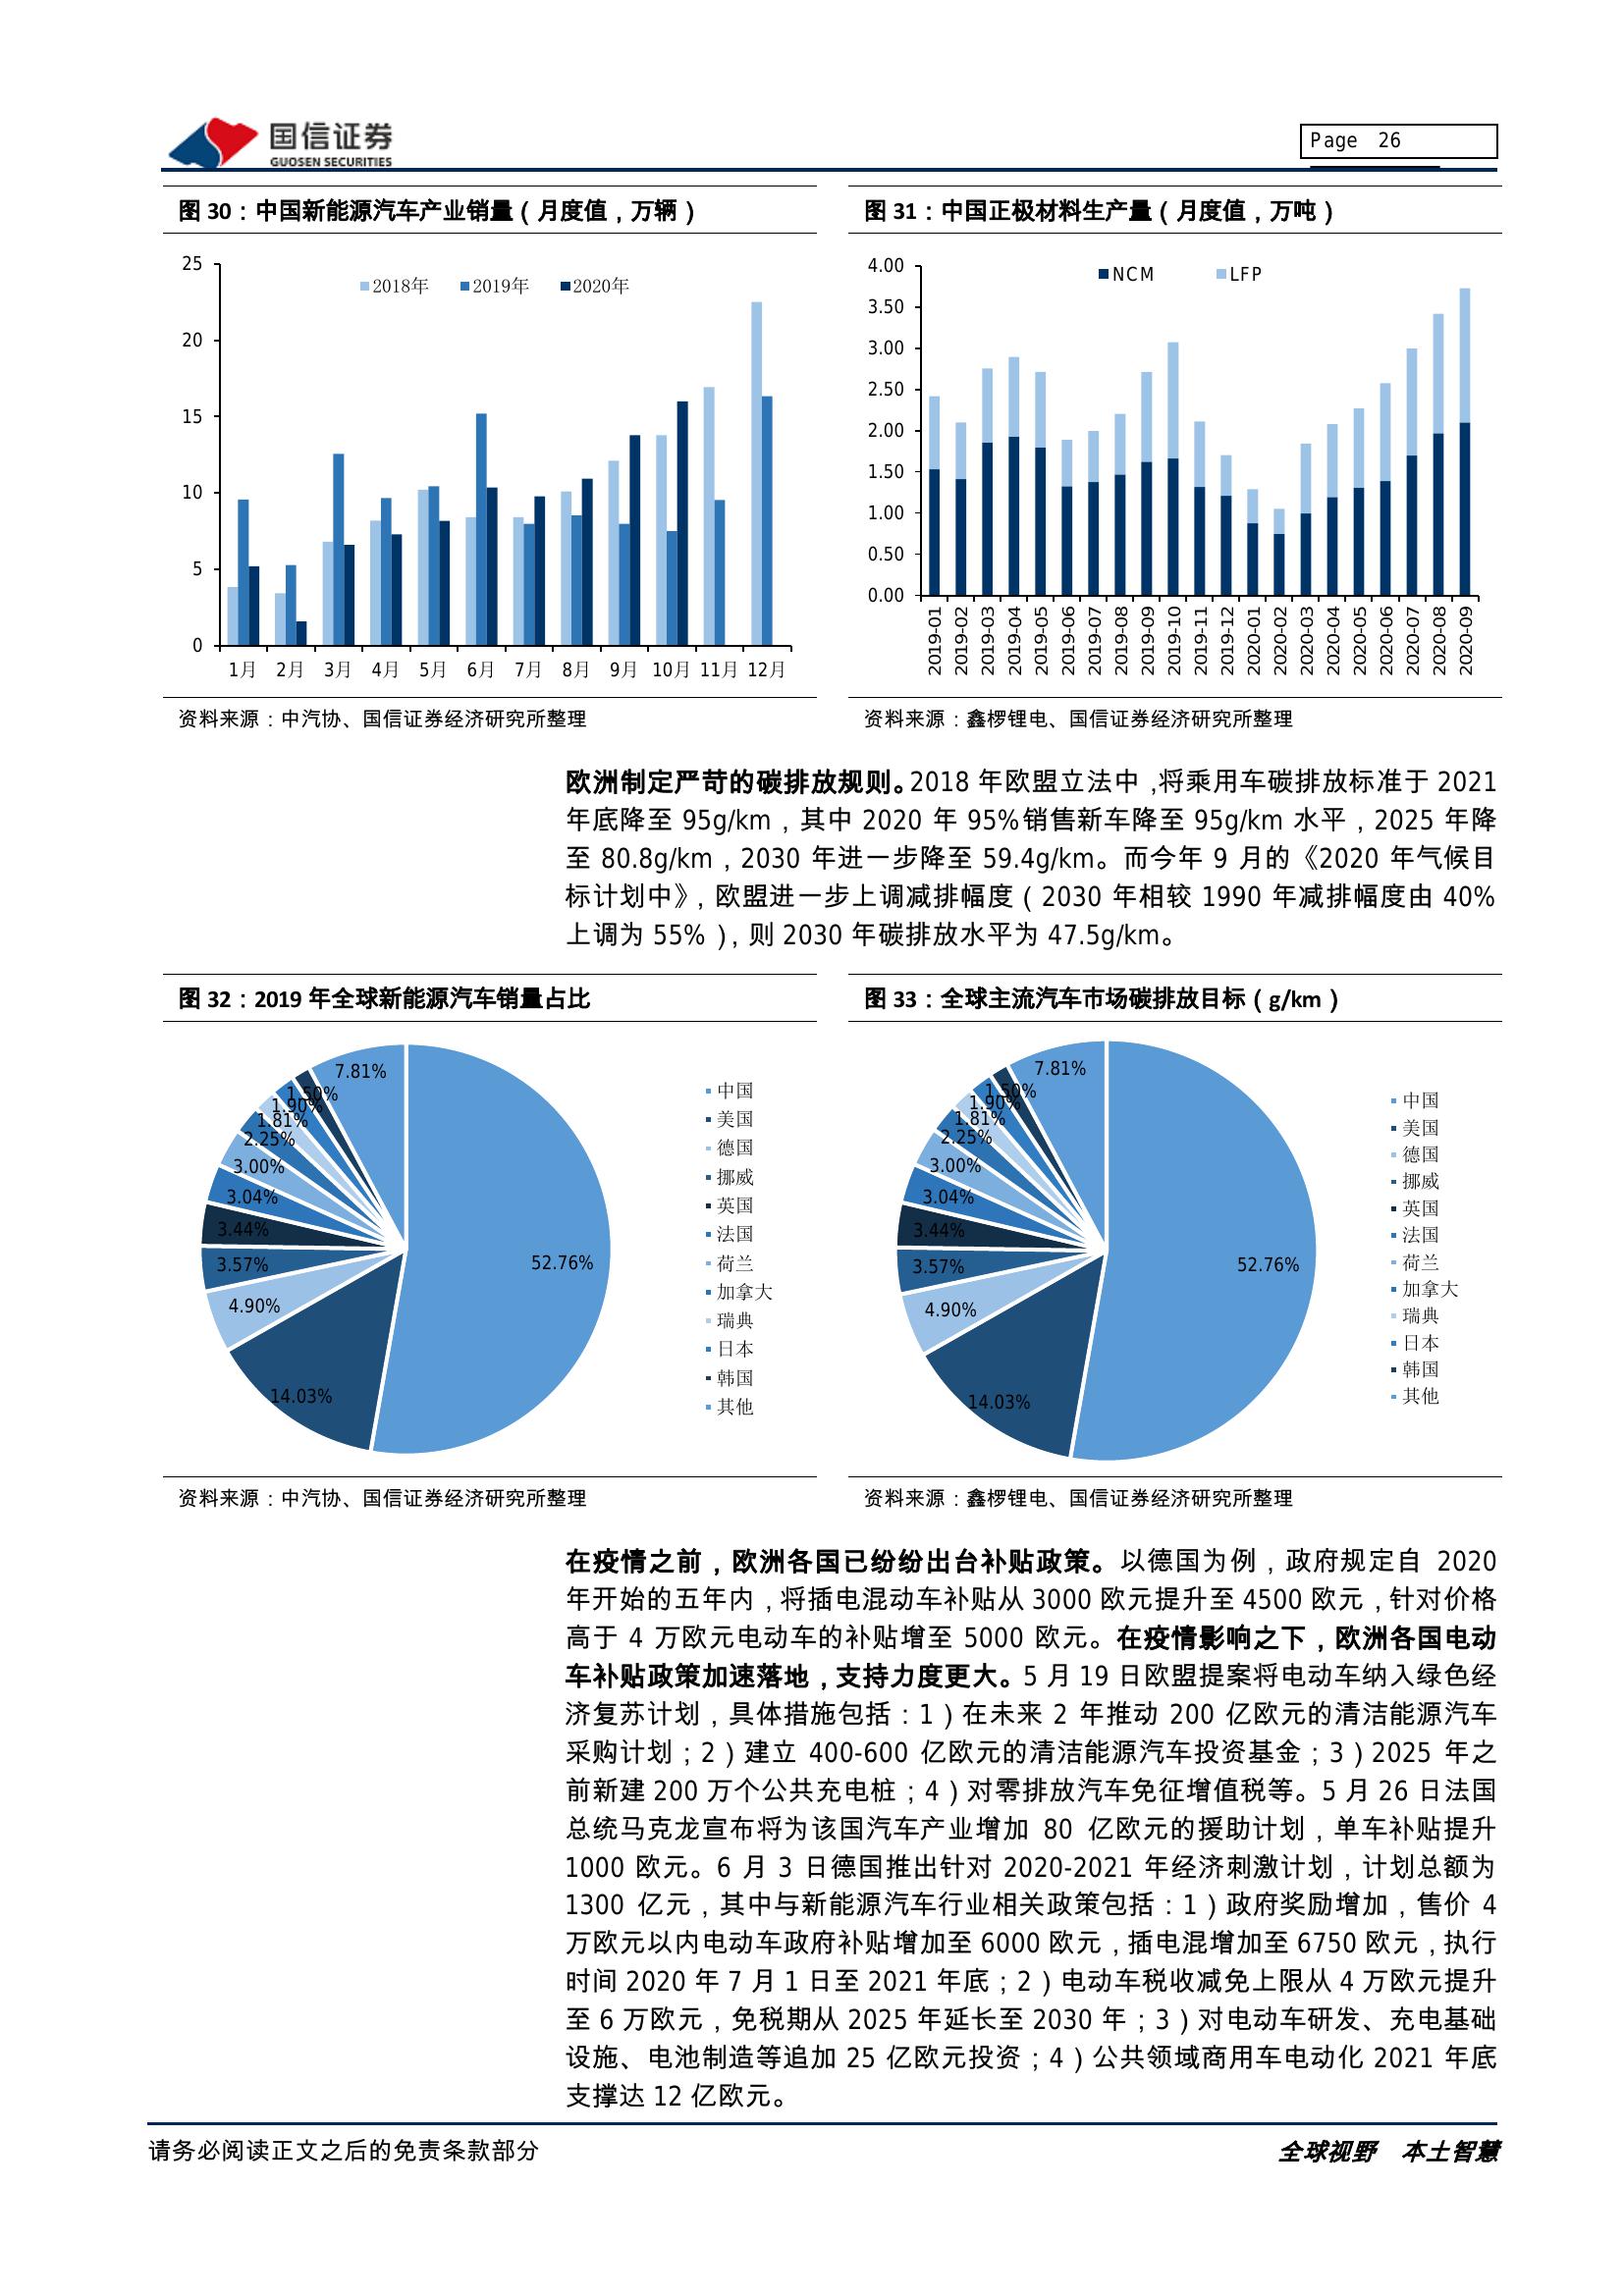 国信证券
GUOSEN SECURITIES
Page 26
图 30：中国新能源汽车产业销量（月度值，万辆）
25
20
15
10
5
0
2018年 2019年 2020年
1月 2月 3月 4月 5月 6月 7月 8月 9月 10月 11月 12月
资料来源：中汽协、国信证券经济研究所整理
图 31：中国正极材料生产量（月度值，万吨）
4.00
3.50
3.00
2.50
2.00
1.50
1.00
0.50
0.00
NCM LFP
2019-01 2019-02 2019-03 2019-04 2019-05 2019-06 2019-07 2019-08 2019-09 2019-10 2019-11 2019-12 2020-01 2020-02 2020-03 2020-04 2020-05 2020-06 2020-07 2020-08 2020-09
资料来源：鑫椤锂电、国信证券经济研究所整理
欧洲制定严苛的碳排放规则。2018 年欧盟立法中，将乘用车碳排放标准于 2021
年底降至 95g/km，其中 2020 年 95%销售新车降至 95g/km 水平，2025 年降
至 80.8g/km，2030 年进一步降至 59.4g/km。而今年 9 月的《2020 年气候目
标计划中》，欧盟进一步上调减排幅度（2030 年相较 1990 年减排幅度由 40%
上调为 55%），则 2030 年碳排放水平为 47.5g/km。
图 32：2019 年全球新能源汽车销量占比
7.81%
1.50%
1.90%
1.81%
2.25%
3.00%
3.04%
3.44%
3.57%
4.90%
14.03%
52.76%
中国
美国
德国
挪威
英国
法国
荷兰
加拿大
瑞典
日本
韩国
其他
资料来源：中汽协、国信证券经济研究所整理
图 33：全球主流汽车市场碳排放目标（g/km）
7.81%
1.50%
1.90%
1.81%
2.25%
3.00%
3.04%
3.44%
3.57%
4.90%
14.03%
52.76%
中国
美国
德国
挪威
英国
法国
荷兰
加拿大
瑞典
日本
韩国
其他
资料来源：鑫椤锂电、国信证券经济研究所整理
在疫情之前，欧洲各国已纷纷出台补贴政策。以德国为例，政府规定自 2020
年开始的五年内，将插电混动车补贴从 3000 欧元提升至 4500 欧元，针对价格
高于 4 万欧元电动车的补贴增至 5000 欧元。在疫情影响之下，欧洲各国电动
车补贴政策加速落地，支持力度更大。5 月 19 日欧盟提案将电动车纳入绿色经
济复苏计划，具体措施包括：1）在未来 2 年推动 200 亿欧元的清洁能源汽车
采购计划；2）建立 400-600 亿欧元的清洁能源汽车投资基金；3）2025 年之
前新建 200 万个公共充电桩；4）对零排放汽车免征增值税等。5 月 26 日法国
总统马克龙宣布将为该国汽车产业增加 80 亿欧元的援助计划，单车补贴提升
1000 欧元。6 月 3 日德国推出针对 2020-2021 年经济刺激计划，计划总额为
1300 亿元，其中与新能源汽车行业相关政策包括：1）政府奖励增加，售价 4
万欧元以内电动车政府补贴增加至 6000 欧元，插电混增加至 6750 欧元，执行
时间 2020 年 7 月 1 日至 2021 年底；2）电动车税收减免上限从 4 万欧元提升
至 6 万欧元，免税期从 2025 年延长至 2030 年；3）对电动车研发、充电基础
设施、电池制造等追加 25 亿欧元投资；4）公共领域商用车电动化 2021 年底
支撑达 12 亿欧元。
请务必阅读正文之后的免责条款部分
全球视野 本土智慧